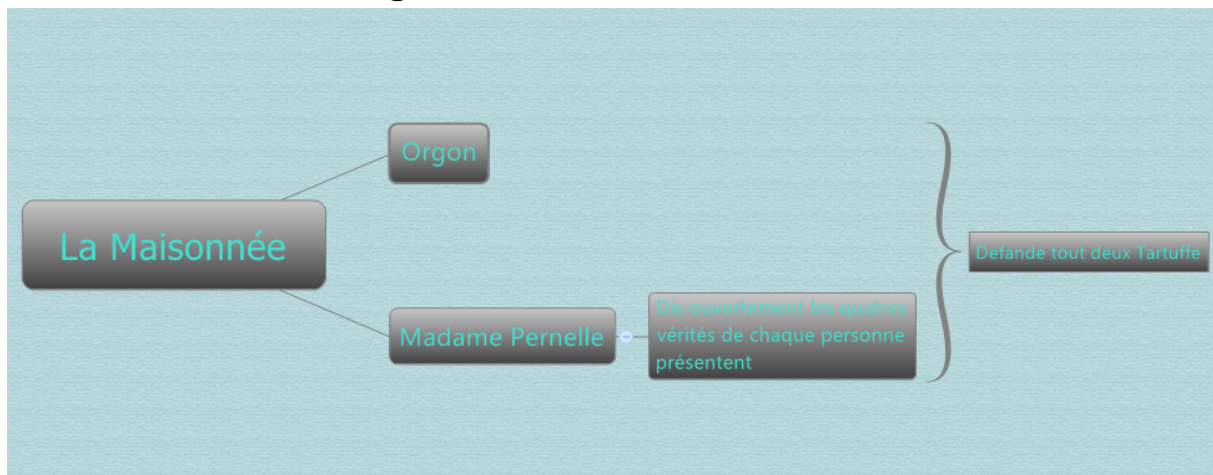 Orgon
La Maisonnée
Madame Pernelle
Dis ouvertement les quatres
vérités de chaque personne
présentent
Defande tout deux Tartuffe